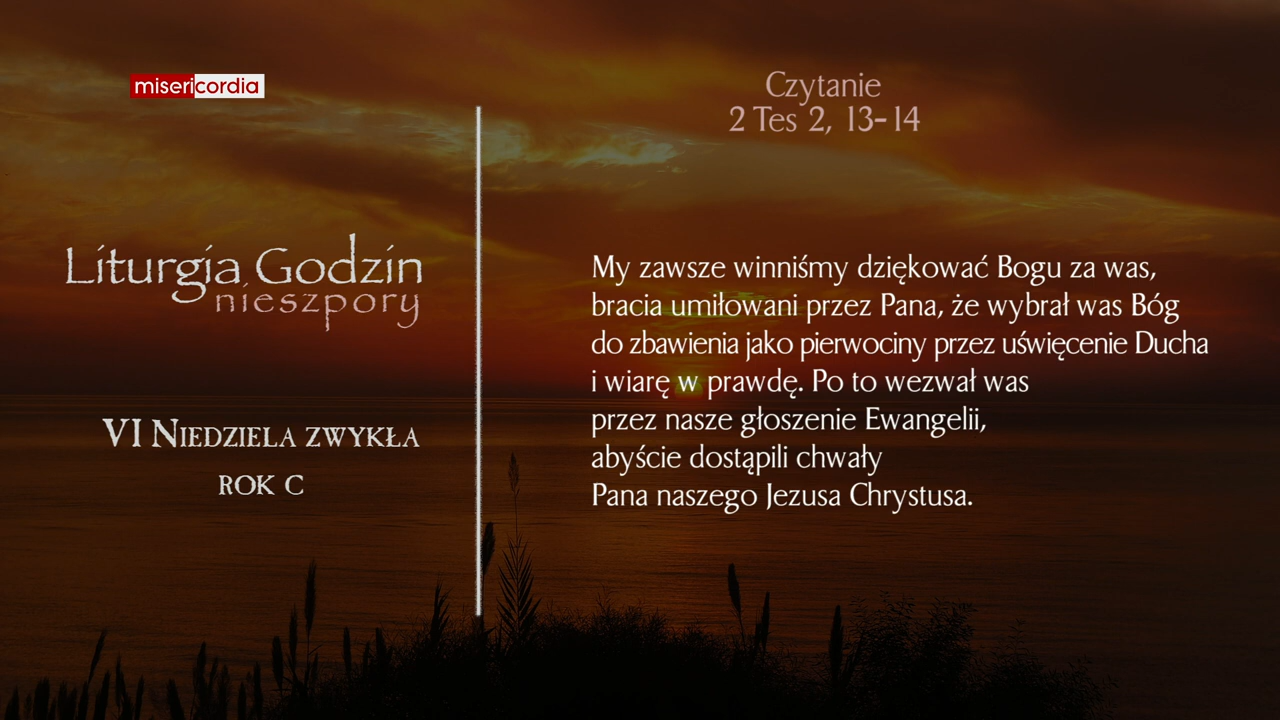 misericordia
Liturgia Godzin
nieszpory
VI Niedziela zwykła
rok C
Czytanie
2 Tes 2, 13-14
My zawsze winniśmy dziękować Bogu za was,
bracia umiłowani przez Pana, że wybrał was Bóg
do zbawienia jako pierwociny przez uświęcenie Ducha
i wiarę w prawdę. Po to wezwał was
przez nasze głoszenie Ewangelii,
abyście dostąpili chwały
Pana naszego Jezusa Chrystusa.